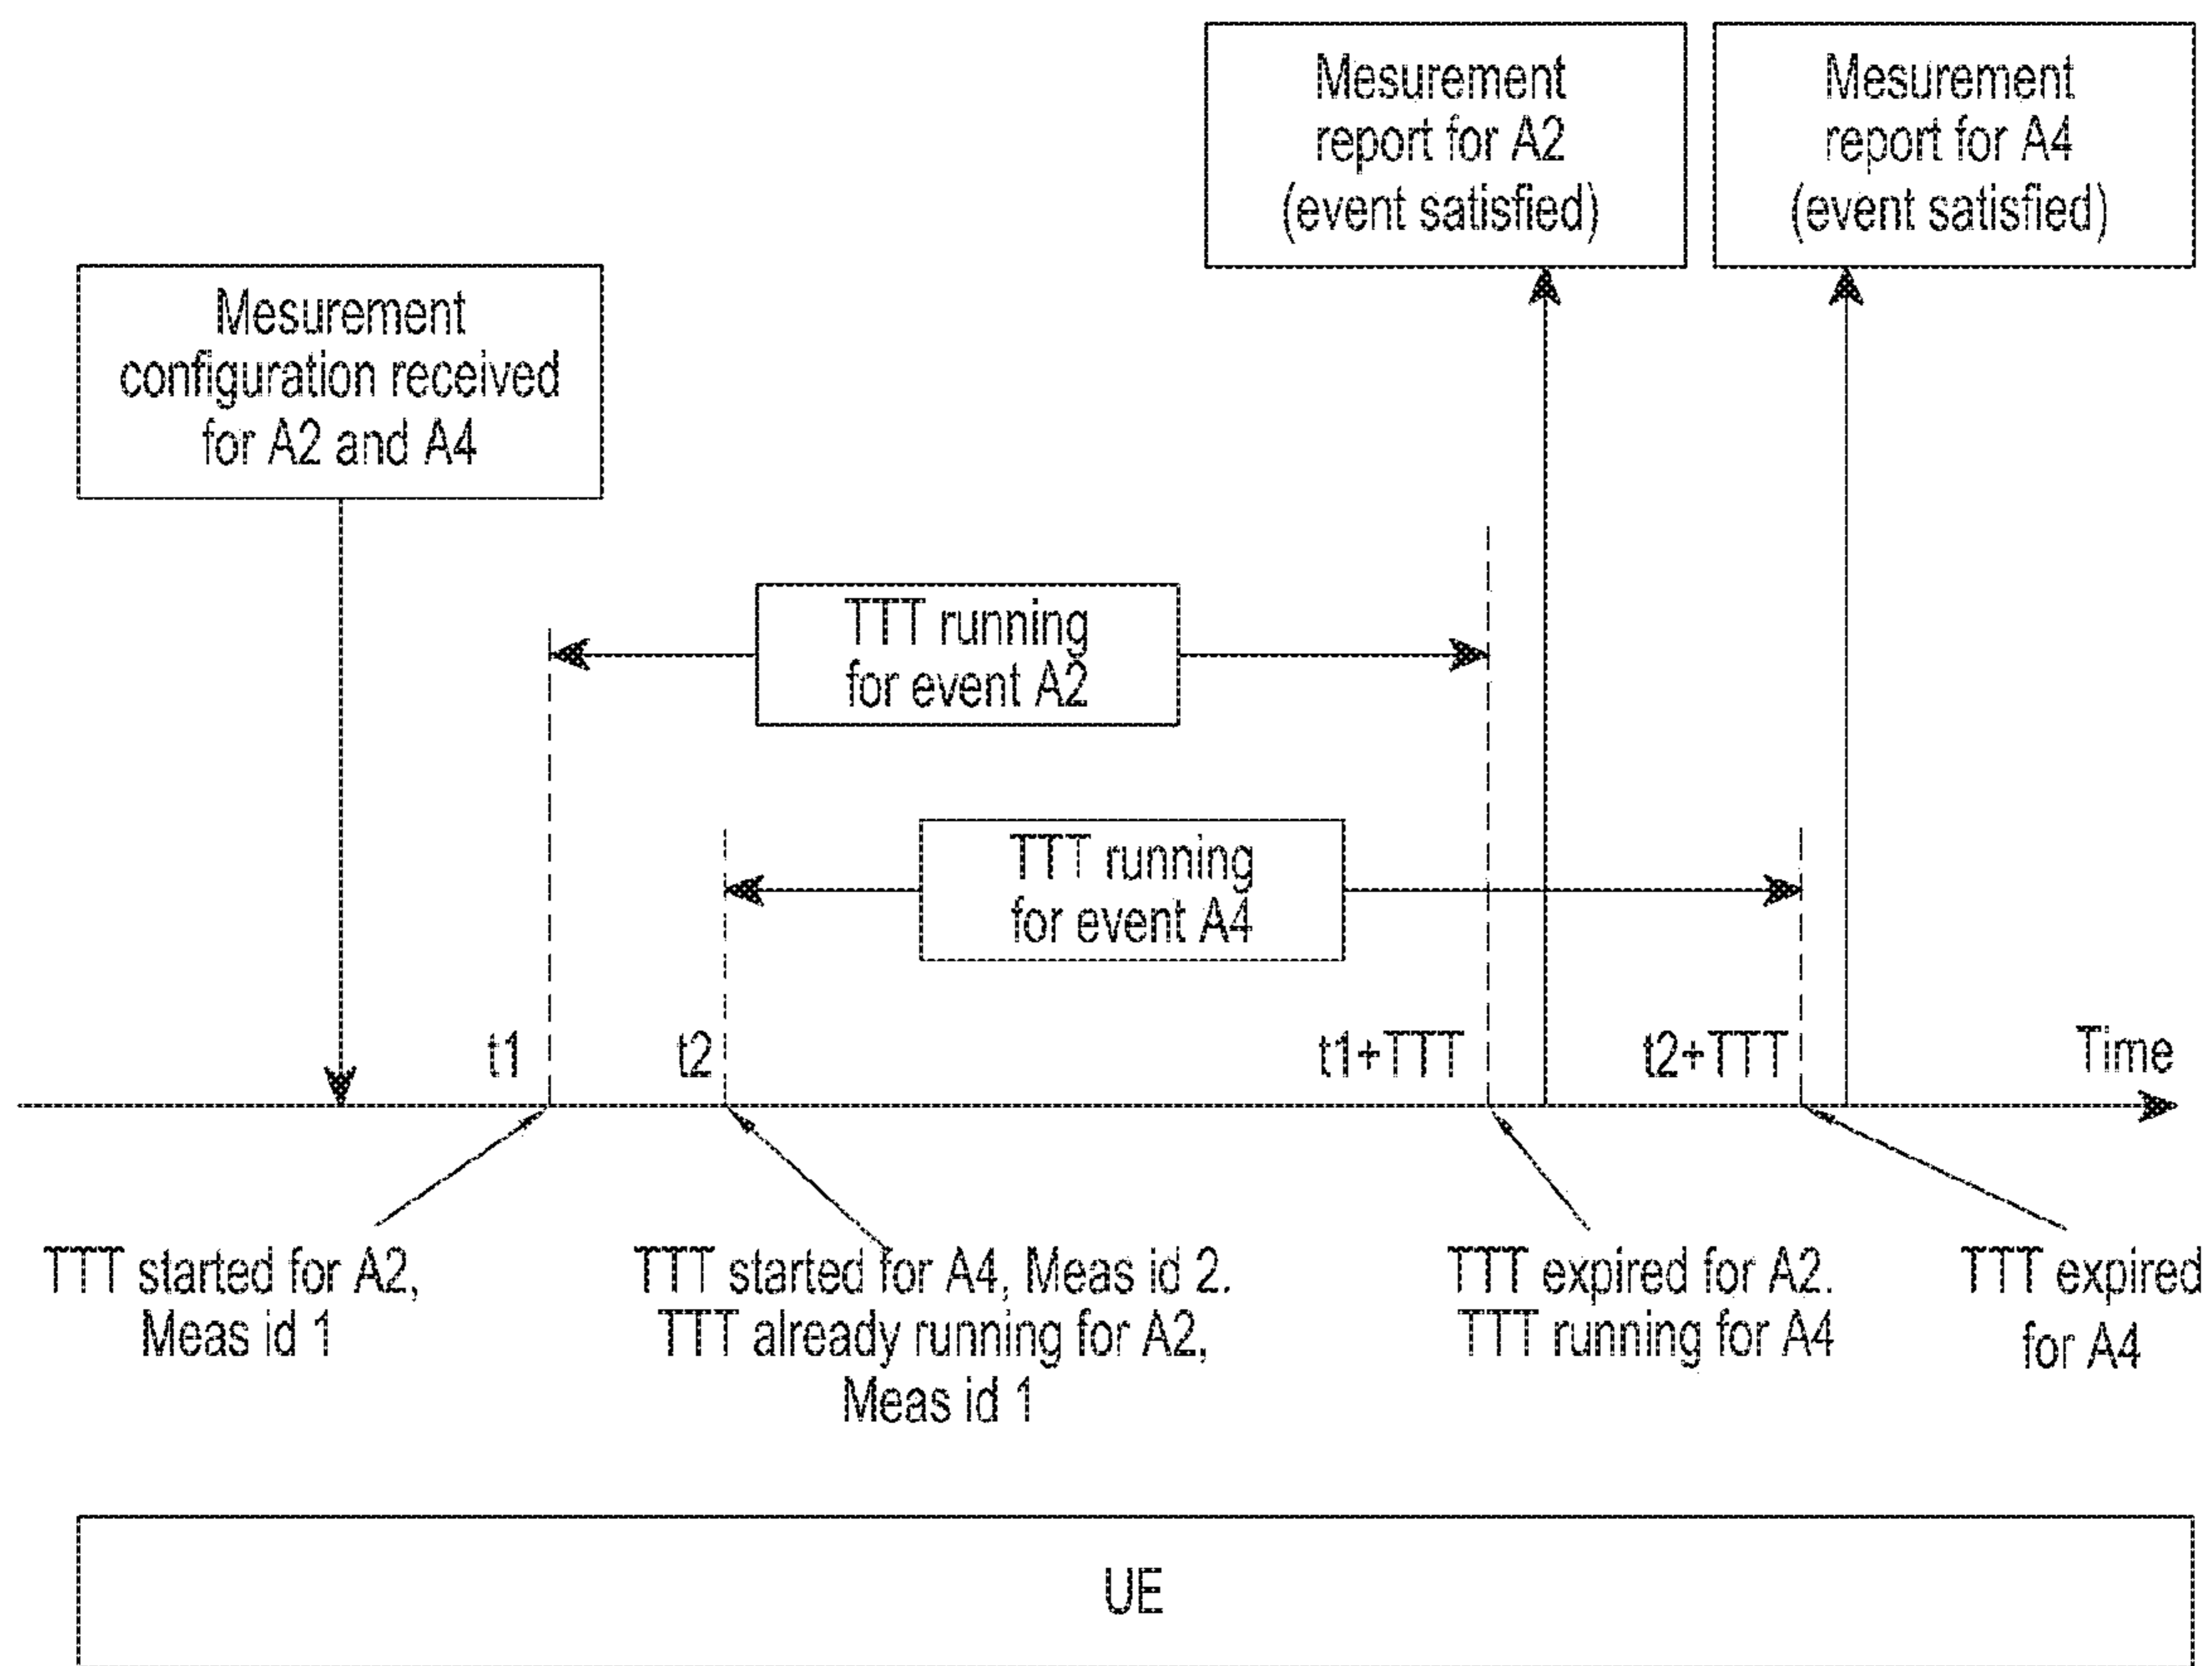 Mesurement
report for A2
(event satisfied)
Mesurement
report for A4
(event satisfied)
Mesurement
configuration received
for A2 and A4
TTT running
for event A2
TTT running
for event A4
t1
t2
t1+TTT
t2+TTT
Time
TTT started for A2,
Meas id 1
TTT started for A4, Meas id 2.
TTT already running for A2,
Meas id 1
TTT expired for A2.
TTT running for A4
TTT expired
for A4
UE